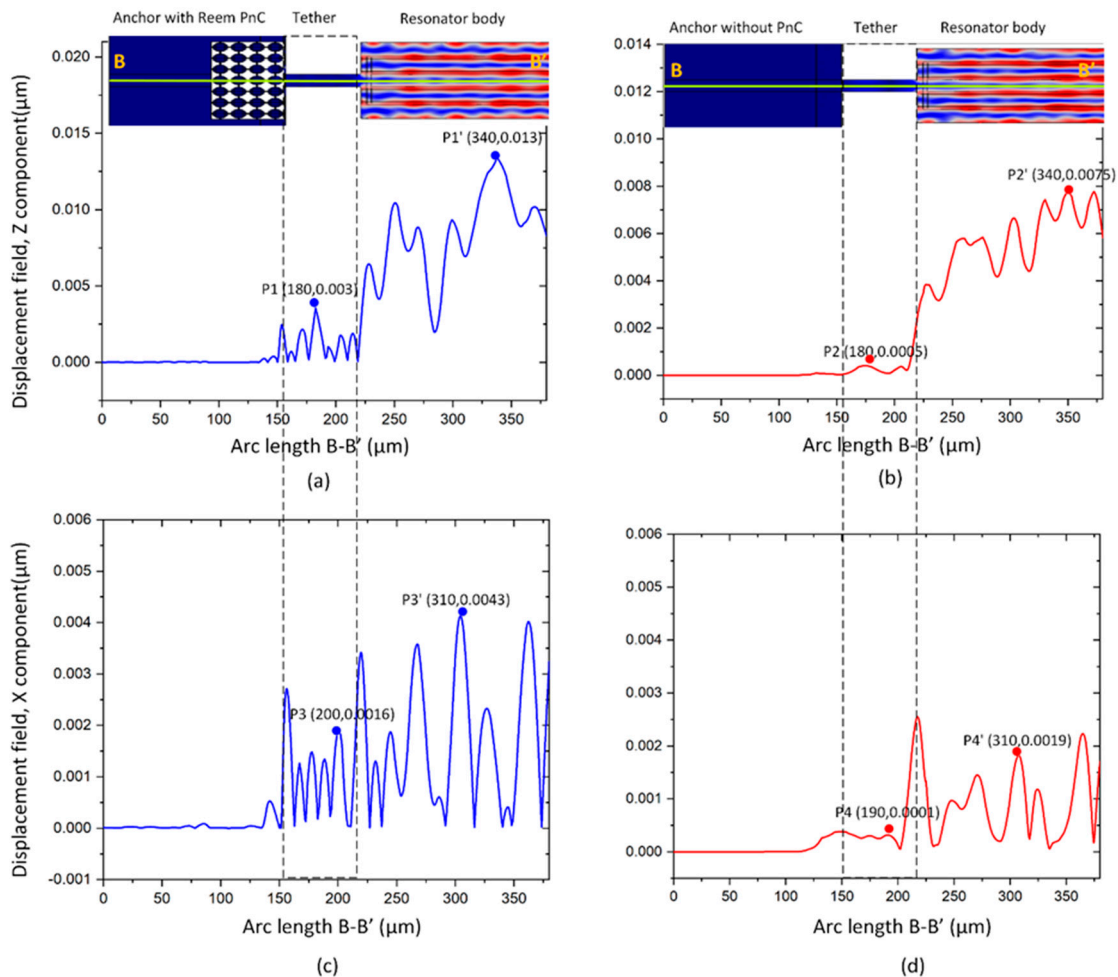 Anchor with Reem PnC Tether Resonator body
B B'
P1' (340,0.013)
P1 (180,0.003)
Displacement field, Z component(μm)
0.020
0.015
0.010
0.005
0.000
0 50 100 150 200 250 300 350
Arc length B-B' (μm)
(a)
Anchor without PnC Tether Resonator body
B B'
P2' (340,0.0075)
P2 (180,0.0005)
0.014
0.012
0.010
0.008
0.006
0.004
0.002
0.000
0 50 100 150 200 250 300 350
Arc length B-B' (μm)
(b)
Displacement field, X component(μm)
0.006
0.005
0.004
0.003
0.002
0.001
0.000
-0.001
P3' (310,0.0043)
P3 (200,0.0016)
0 50 100 150 200 250 300 350
Arc length B-B' (μm)
(c)
0.006
0.005
0.004
0.003
0.002
0.001
0.000
P4' (310,0.0019)
P4 (190,0.0001)
0 50 100 150 200 250 300 350
Arc length B-B' (μm)
(d)